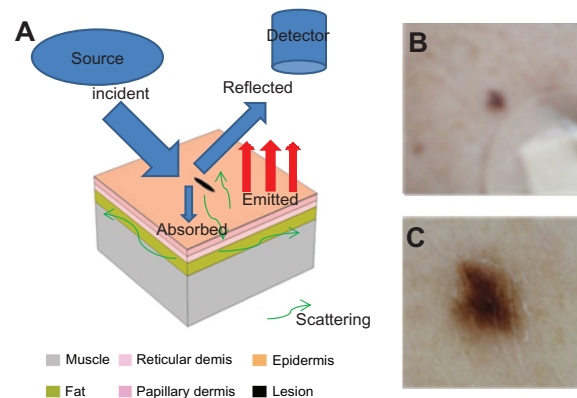 A
Source
incident
Detector
Reflected
Emitted
Absorbed
Scattering
Muscle
Reticular demis
Epidermis
Fat
Papillary dermis
Lesion
B
C